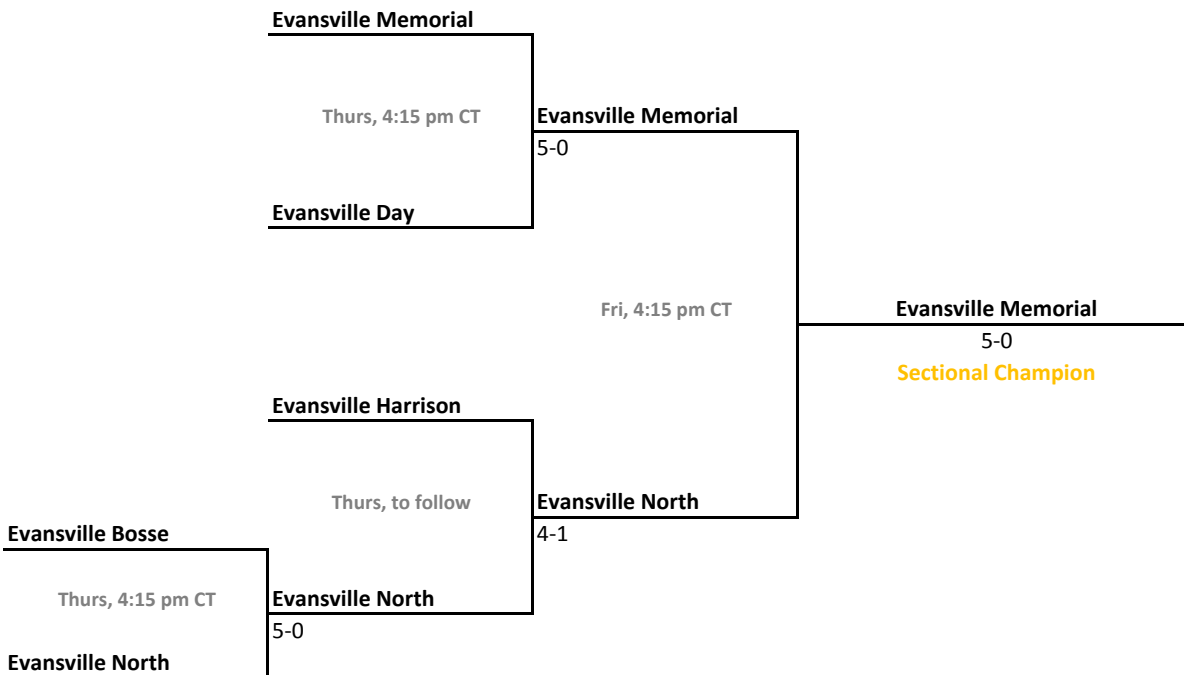 Evansville Memorial
Thurs, 4:15 pm CT
Evansville Memorial
5-0
Evansville Day
Fri, 4:15 pm CT
Evansville Memorial
5-0
Sectional Champion
Evansville Harrison
Thurs, to follow
Evansville North
4-1
Evansville Bosse
Thurs, 4:15 pm CT
Evansville North
5-0
Evansville North